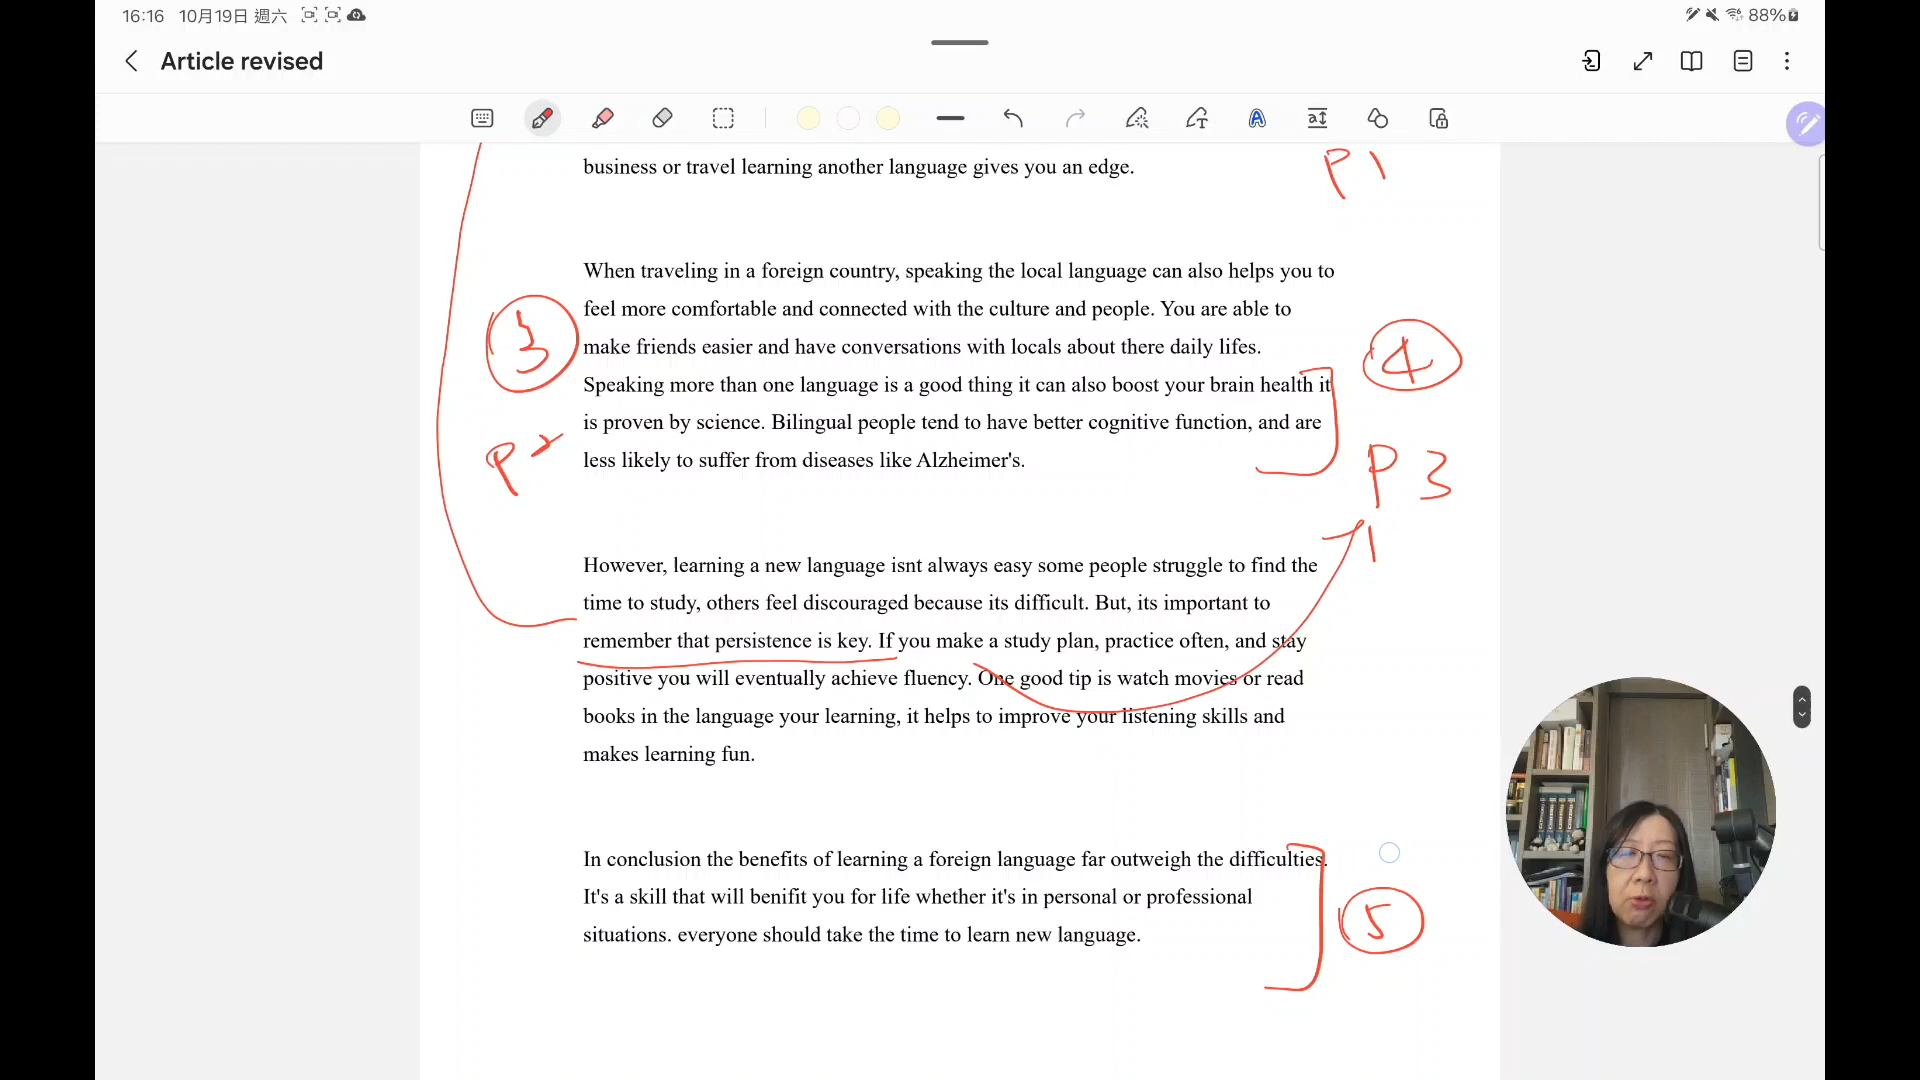 16:16 10月19日 週六 88%
Article revised
business or travel learning another language gives you an edge.
P 1
When traveling in a foreign country, speaking the local language can also helps you to
feel more comfortable and connected with the culture and people. You are able to
make friends easier and have conversations with locals about there daily lifes.
Speaking more than one language is a good thing it can also boost your brain health it
is proven by science. Bilingual people tend to have better cognitive function, and are
less likely to suffer from diseases like Alzheimer's.
3
P 2
4
P 3
However, learning a new language isnt always easy some people struggle to find the
time to study, others feel discouraged because its difficult. But, its important to
remember that persistence is key. If you make a study plan, practice often, and stay
positive you will eventually achieve fluency. One good tip is watch movies or read
books in the language your learning, it helps to improve your listening skills and
makes learning fun.
In conclusion the benefits of learning a foreign language far outweigh the difficulties.
It's a skill that will benifit you for life whether it's in personal or professional
situations. everyone should take the time to learn new language.
5